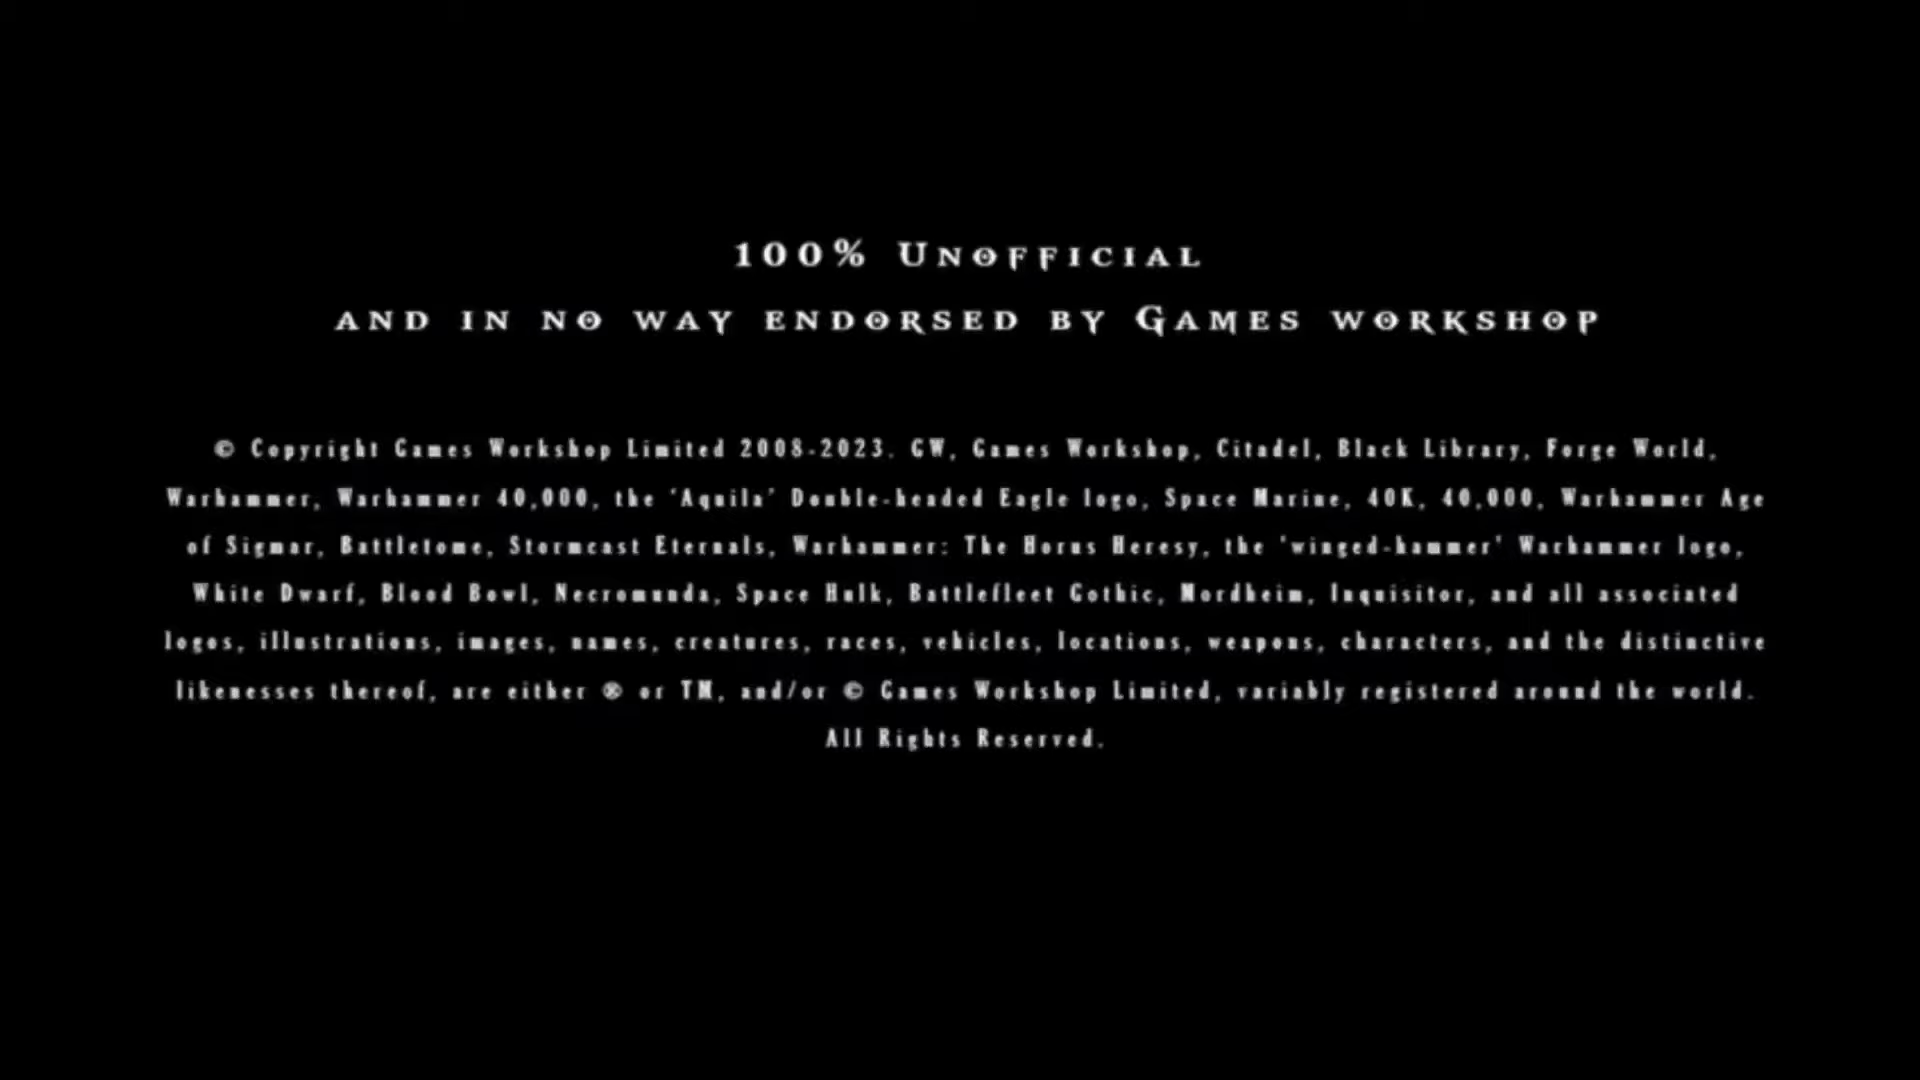 100% Unofficial
and in no way endorsed by Games workshop
© Copyright Games Workshop Limited 2008-2023. GW, Games Workshop, Citadel, Black Library, Forge World,
Warhammer, Warhammer 40,000, the ‘Aquila’ Double-headed Eagle logo, Space Marine, 40K, 40,000, Warhammer Age
of Sigmar, Battletome, Stormcast Eternals, Warhammer: The Horus Heresy, the 'winged-hammer' Warhammer logo,
White Dwarf, Blood Bowl, Necromunda, Space Hulk, Battlefleet Gothic, Mordheim, Inquisitor, and all associated
logos, illustrations, images, names, creatures, races, vehicles, locations, weapons, characters, and the distinctive
likenesses thereof, are either ® or TM, and/or © Games Workshop Limited, variably registered around the world.
All Rights Reserved.